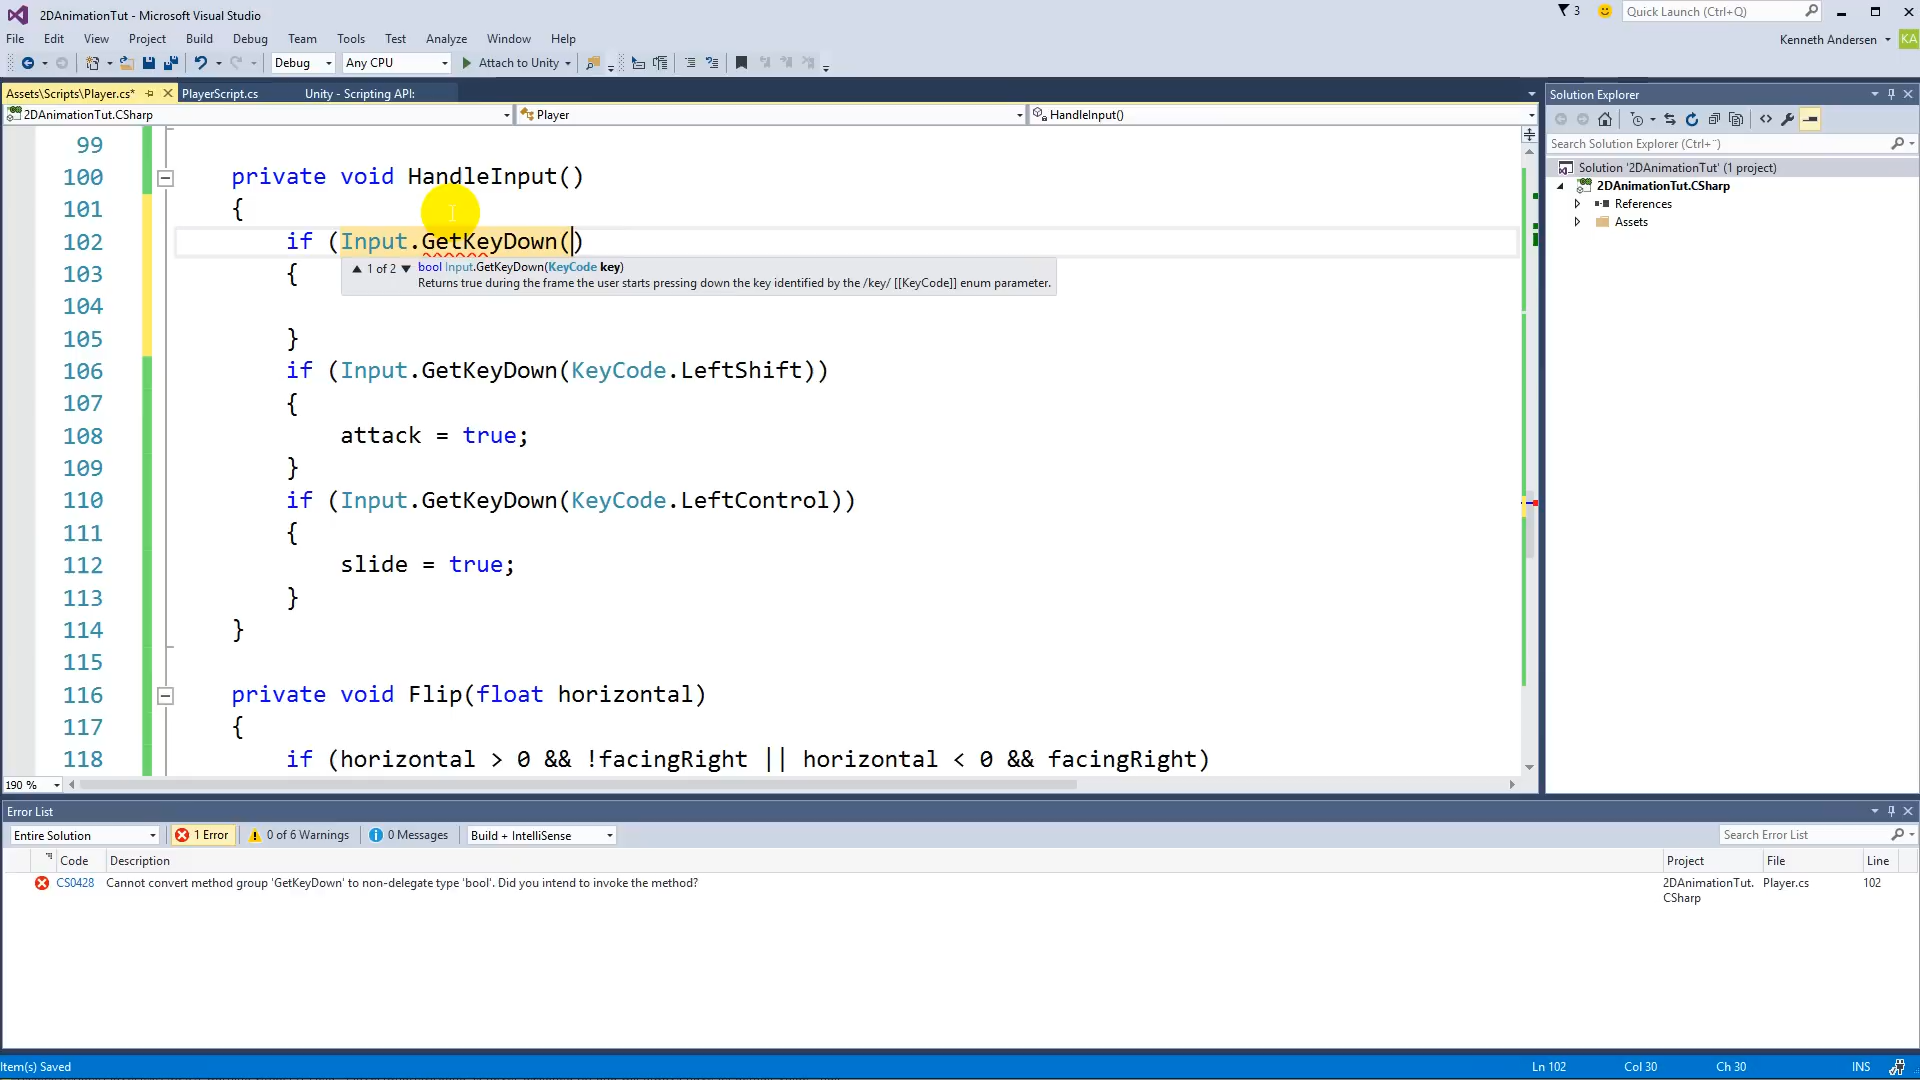 2DAnimationTut - Microsoft Visual Studio
3
Quick Launch (Ctrl+Q)
File Edit View Project Build Debug Team Tools Test Analyze Window Help
Kenneth Andersen
KA
Debug
Any CPU
Attach to Unity
Assets\Scripts\Player.cs*
PlayerScript.cs
Unity - Scripting API:
2DAnimationTut.CSharp
Player
HandleInput()
99
100 private void HandleInput()
101 {
102 if (Input.GetKeyDown()
103 {
1 of 2 bool Input.GetKeyDown(KeyCode key)
Returns true during the frame the user starts pressing down the key identified by the /key/ [[KeyCode]] enum parameter.
104
105 }
106 if (Input.GetKeyDown(KeyCode.LeftShift))
107 {
108 attack = true;
109 }
110 if (Input.GetKeyDown(KeyCode.LeftControl))
111 {
112 slide = true;
113 }
114 }
115
116 private void Flip(float horizontal)
117 {
118 if (horizontal > 0 && !facingRight || horizontal < 0 && facingRight)
190 %
Solution Explorer
Search Solution Explorer (Ctrl+¨)
Solution '2DAnimationTut' (1 project)
2DAnimationTut.CSharp
References
Assets
Error List
Entire Solution
1 Error
0 of 6 Warnings
0 Messages
Build + IntelliSense
Search Error List
Code Description Project File Line
CS0428 Cannot convert method group 'GetKeyDown' to non-delegate type 'bool'. Did you intend to invoke the method? 2DAnimationTut. Player.cs 102
CSharp
Item(s) Saved
Ln 102 Col 30 Ch 30 INS